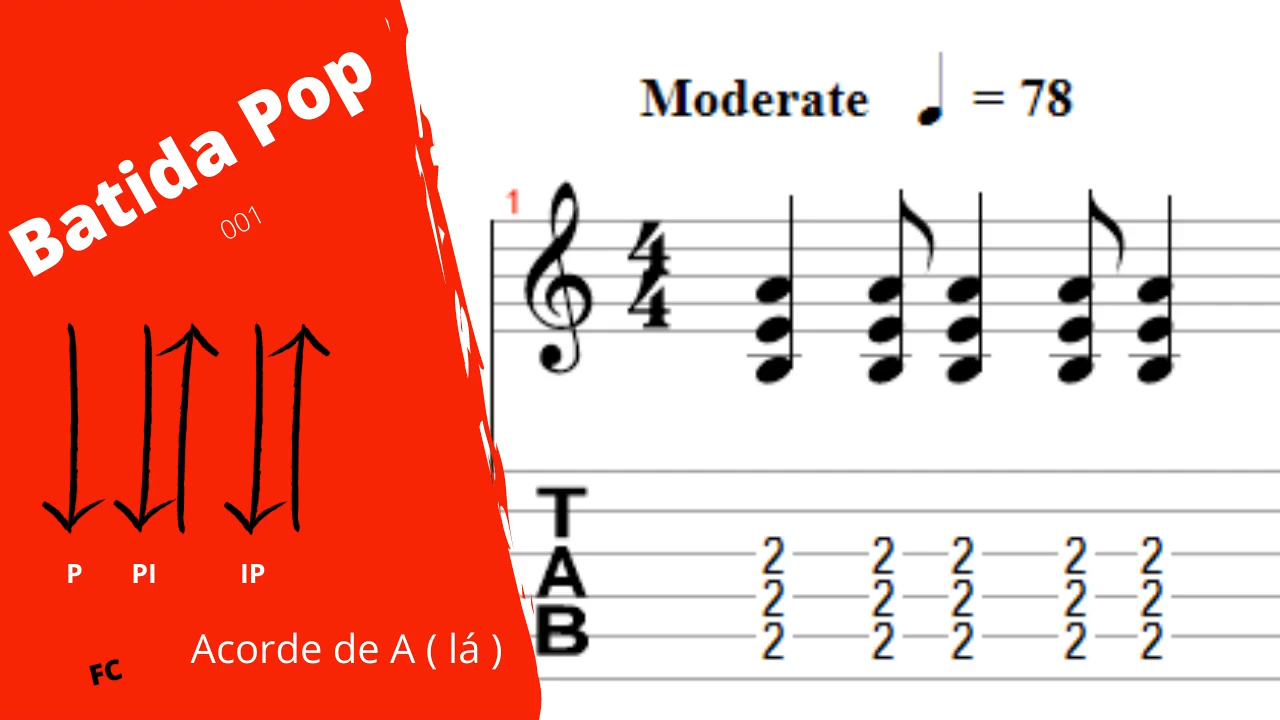 Batida Pop
001
P PI IP
Acorde de A ( lá )
FC
Moderate = 78
1
4
4
T
A
B
2 2 2 2 2
2 2 2 2 2
2 2 2 2 2